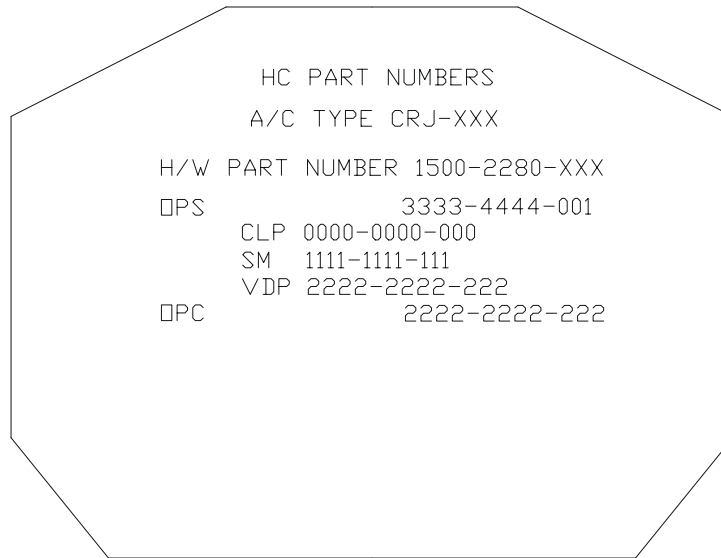 HC PART NUMBERS
A/C TYPE CRJ-XXX
H/W PART NUMBER 1500-2280-XXX
OPS 3333-4444-001
CLP 0000-0000-000
SM 1111-1111-111
VDP 2222-2222-222
OPC 2222-2222-222